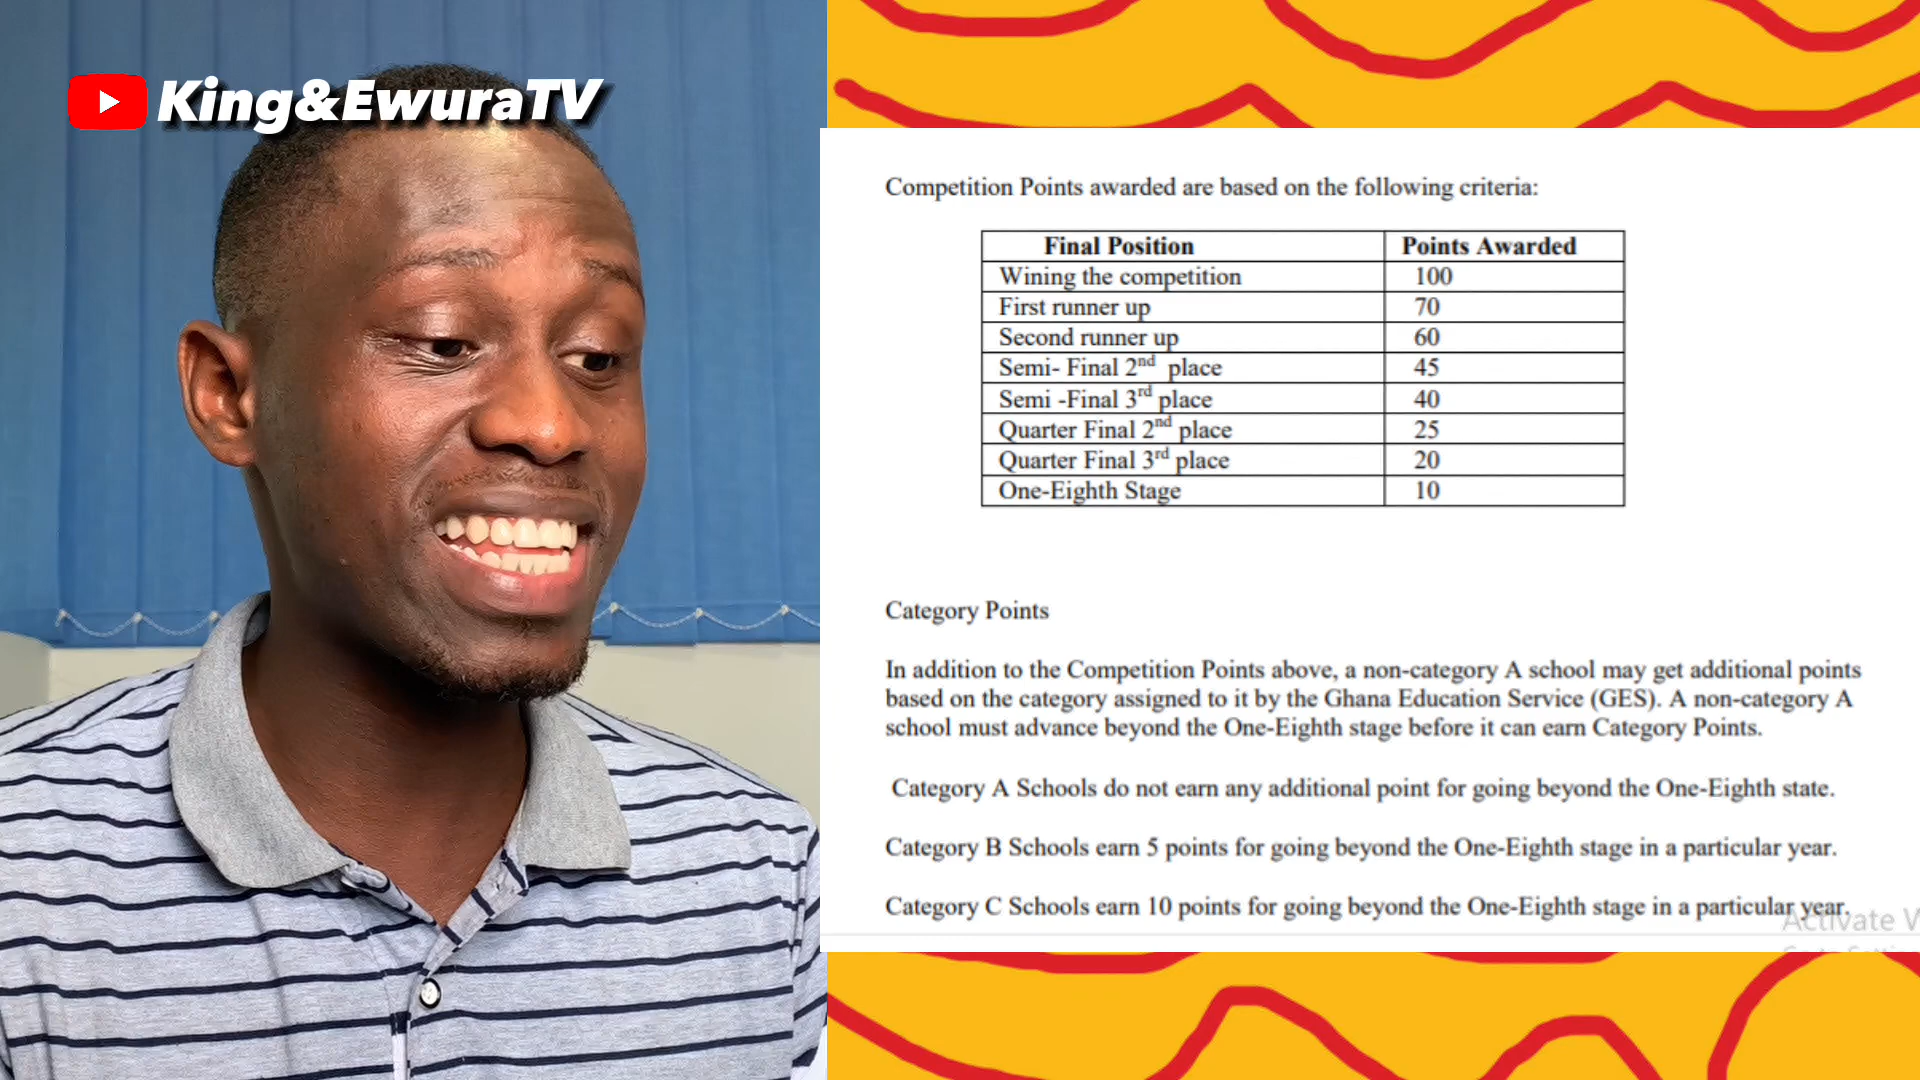 King&EwuraTV
Competition Points awarded are based on the following criteria:
Final Position Points Awarded
Wining the competition 100
First runner up 70
Second runner up 60
Semi- Final 2nd place 45
Semi -Final 3rd place 40
Quarter Final 2nd place 25
Quarter Final 3rd place 20
One-Eighth Stage 10
Category Points
In addition to the Competition Points above, a non-category A school may get additional points
based on the category assigned to it by the Ghana Education Service (GES). A non-category A
school must advance beyond the One-Eighth stage before it can earn Category Points.
Category A Schools do not earn any additional point for going beyond the One-Eighth state.
Category B Schools earn 5 points for going beyond the One-Eighth stage in a particular year.
Category C Schools earn 10 points for going beyond the One-Eighth stage in a particular year.
Activate